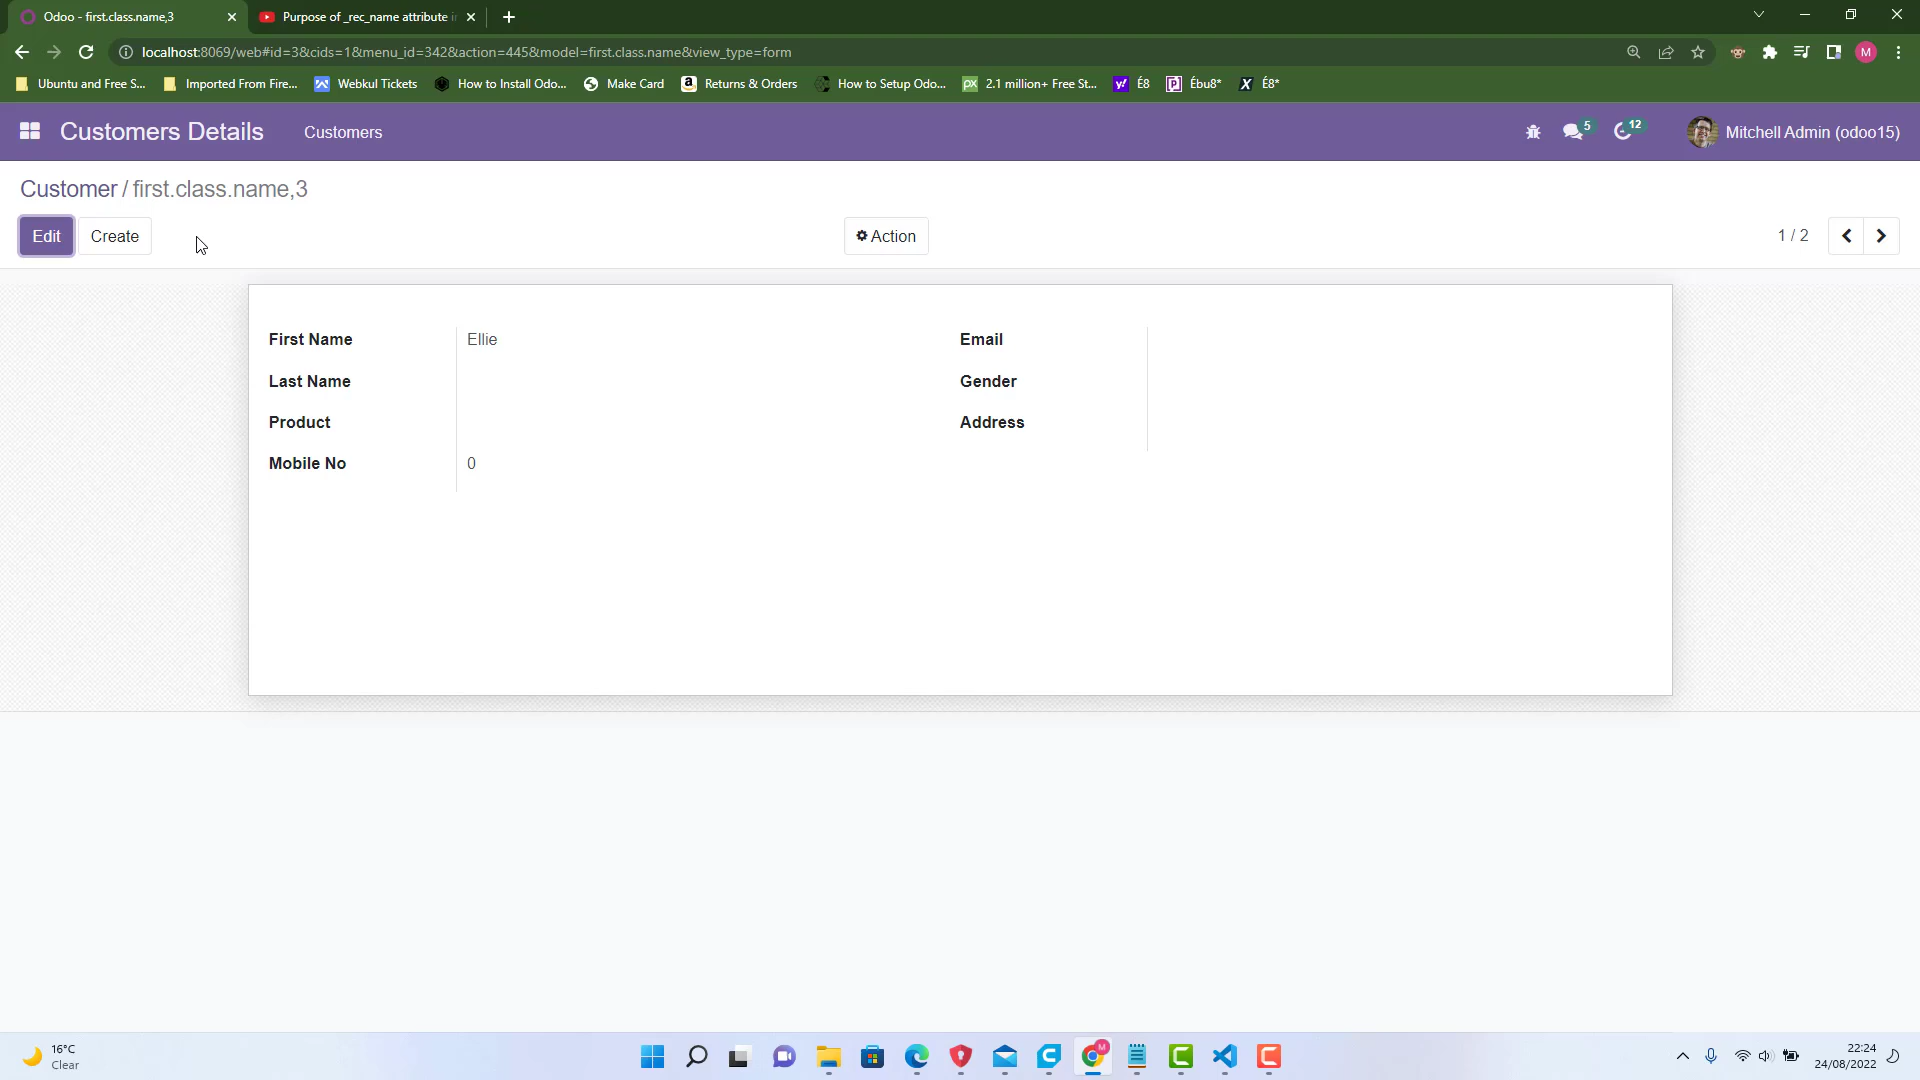 Odoo - first.class.name,3
Purpose of _rec_name attribute i
localhost:8069/web#id=3&cids=1&menu_id=342&action=445&model=first.class.name&view_type=form
M
Ubuntu and Free S...
Imported From Fire...
Webkul Tickets
How to Install Odo...
Make Card
Returns & Orders
How to Setup Odo...
2.1 million+ Free St...
É8
Ébu8*
É8*
Customers Details
Customers
5
12
Mitchell Admin (odoo15)
Customer / first.class.name,3
Edit
Create
Action
1 / 2
First Name
Ellie
Email
Last Name
Gender
Product
Address
Mobile No
0
16°C
Clear
22:24
24/08/2022